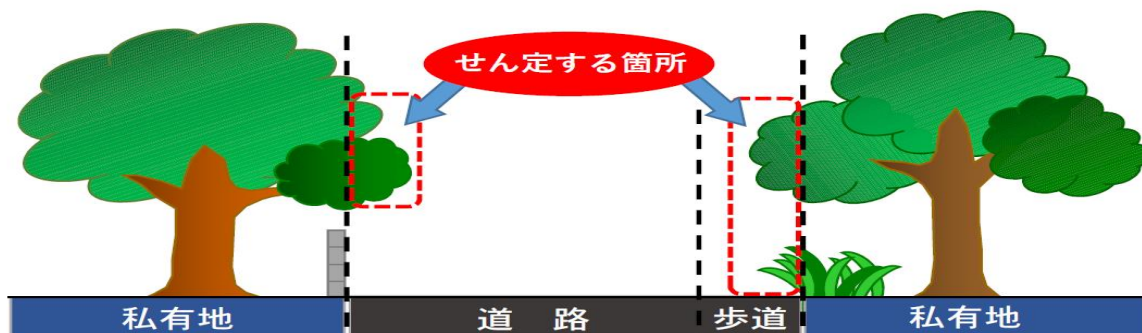 せん定する箇所
私有地
道 路
歩道
私有地